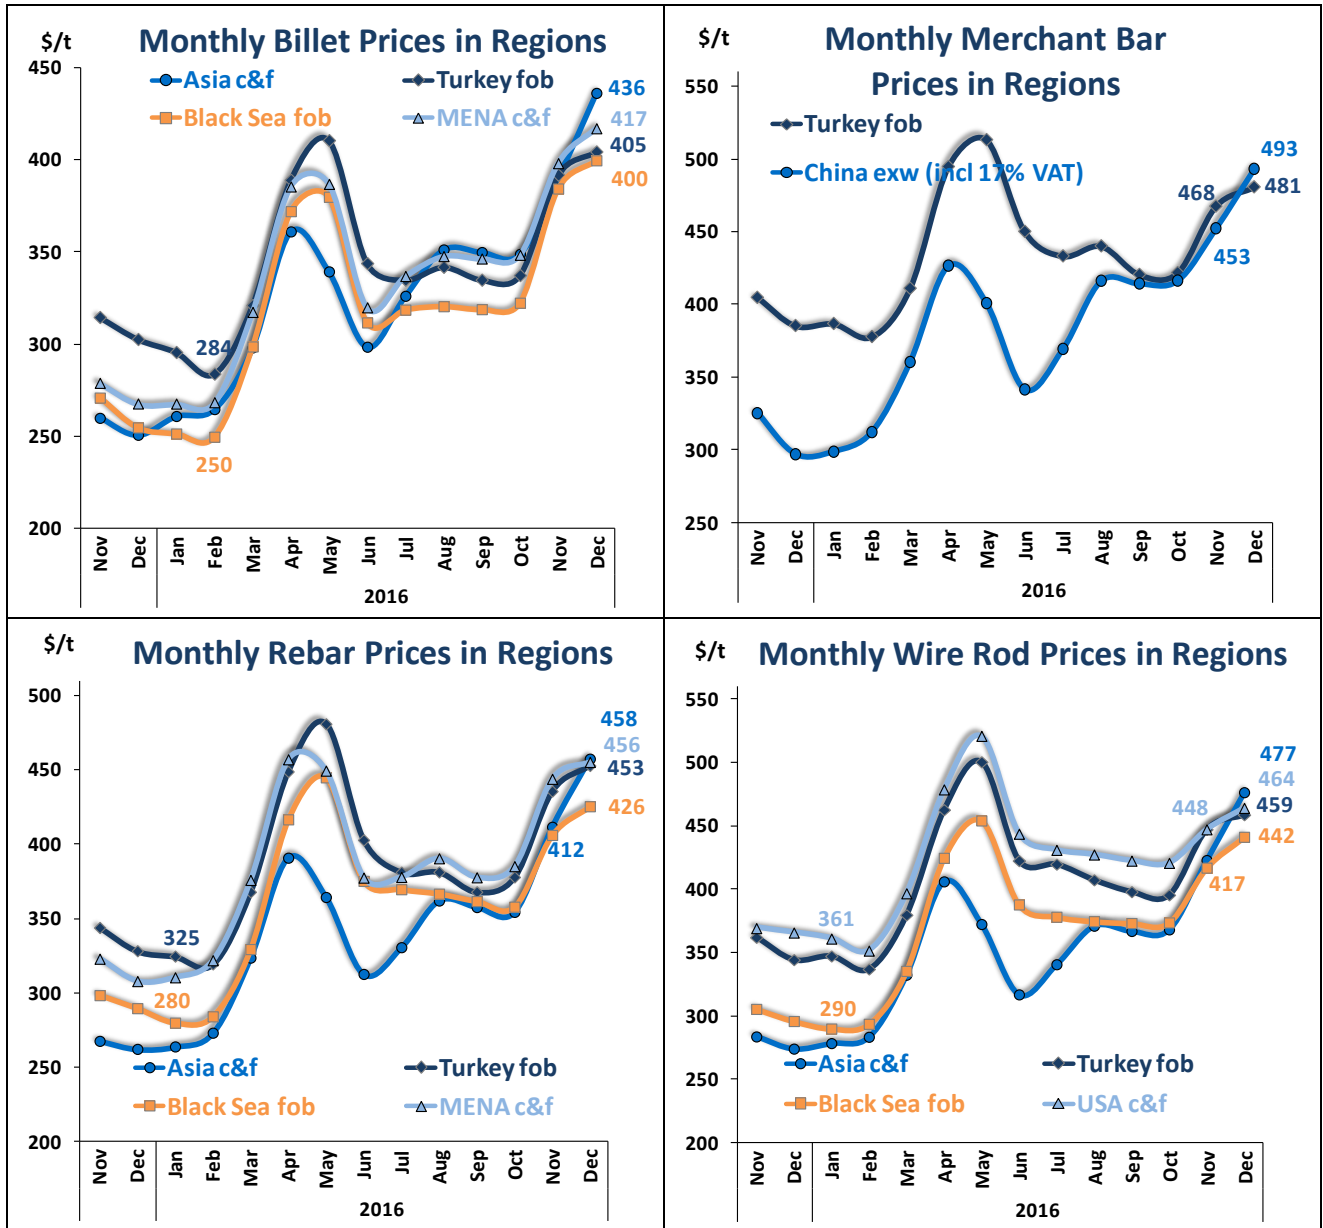 $/t
Monthly Billet Prices in Regions
450
Asia c&f
Turkey fob
436
Black Sea fob
MENA c&f
417
405
400
400
350
300
284
250
250
200
Nov Dec Jan Feb Mar Apr May Jun Jul Aug Sep Oct Nov Dec
2016
$/t
Monthly Merchant Bar
Prices in Regions
550
Turkey fob
500
493
China exw (incl 17% VAT)
468
481
450
453
400
350
300
250
Nov Dec Jan Feb Mar Apr May Jun Jul Aug Sep Oct Nov Dec
2016
$/t
Monthly Rebar Prices in Regions
500
458
456
450
453
426
400
412
350
325
300
280
250
Asia c&f
Turkey fob
Black Sea fob
MENA c&f
200
Nov Dec Jan Feb Mar Apr May Jun Jul Aug Sep Oct Nov Dec
2016
$/t
Monthly Wire Rod Prices in Regions
550
500
477
464
450
448
459
442
400
417
350
361
300
290
250
Asia c&f
Turkey fob
Black Sea fob
USA c&f
200
Nov Dec Jan Feb Mar Apr May Jun Jul Aug Sep Oct Nov Dec
2016